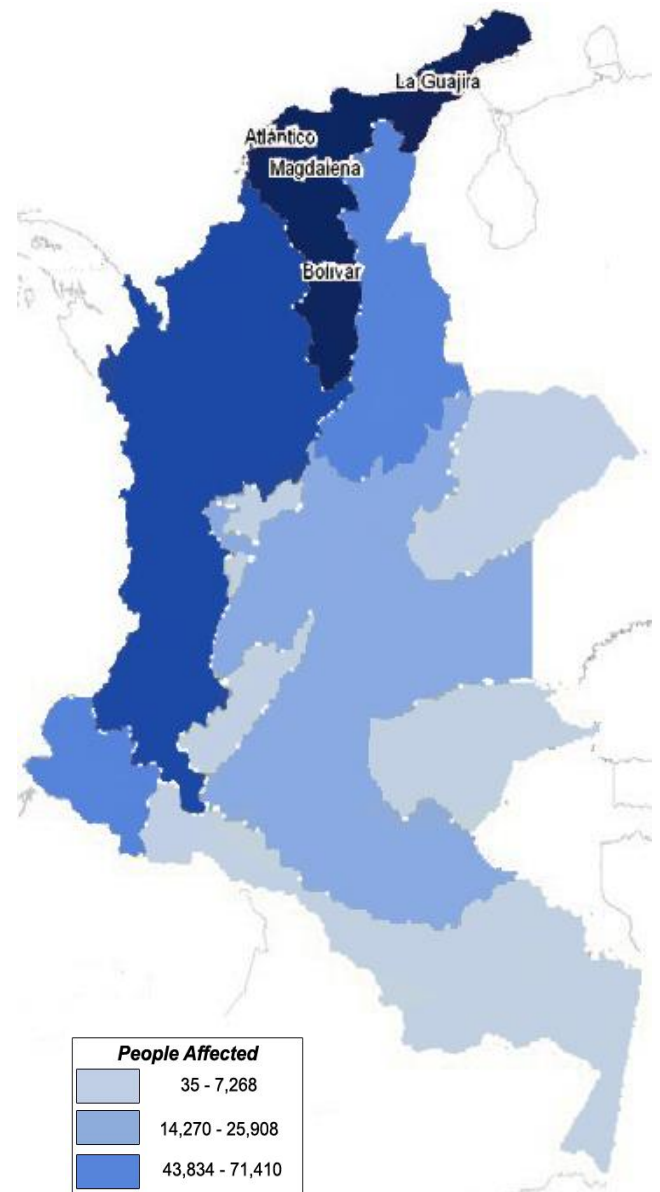 La Guajira
Atlántico
Magdalena
Bolívar
People Affected
35 - 7,268
14,270 - 25,908
43,834 - 71,410